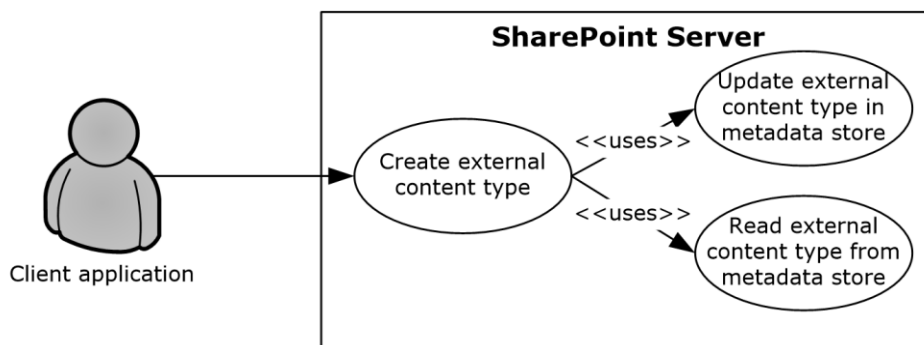 SharePoint Server
Update external
content type in
metadata store
<<uses>>
Create external
content type
<<uses>>
Read external
content type from
metadata store
Client application